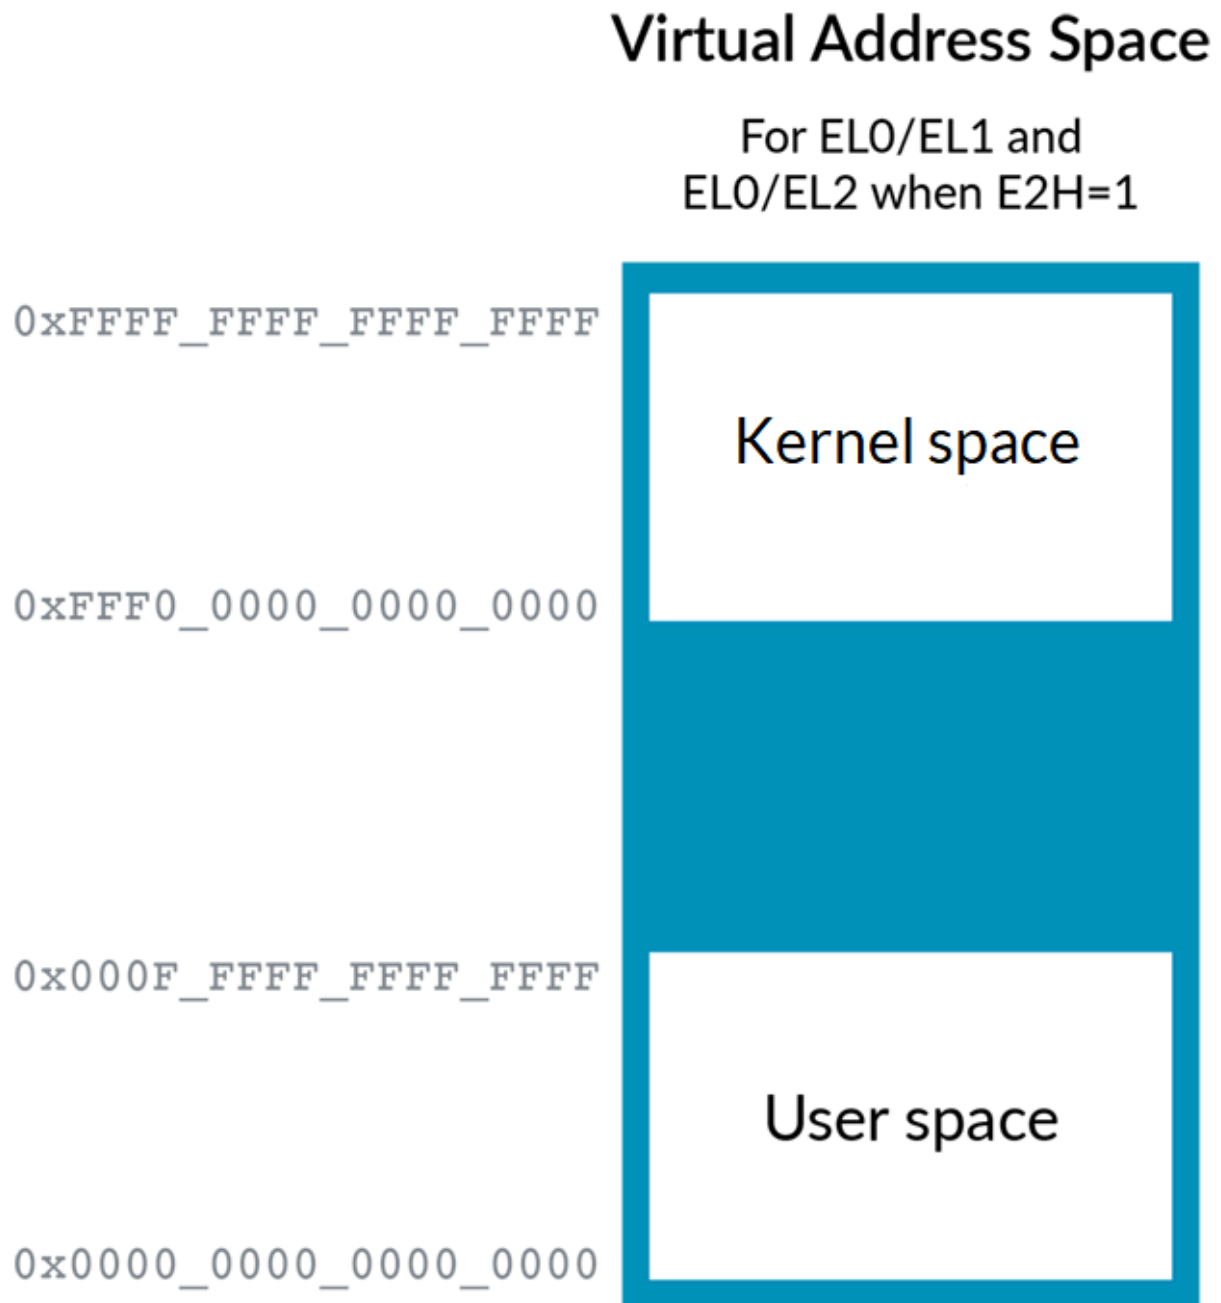 Virtual Address Space
For EL0/EL1 and
EL0/EL2 when E2H=1
0xFFFF_FFFF_FFFF_FFFF
Kernel space
0xFFF0_0000_0000_0000
0x000F_FFFF_FFFF_FFFF
User space
0x0000_0000_0000_0000